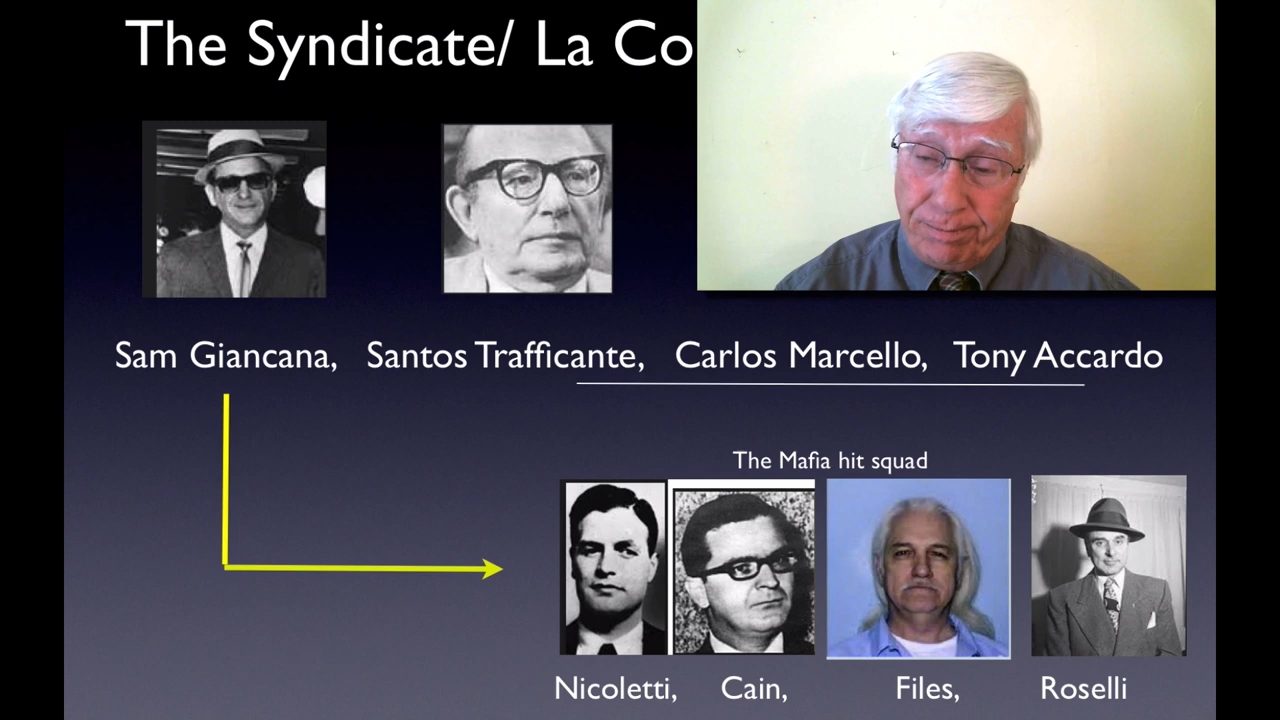 The Syndicate/ La Co
Sam Giancana, Santos Trafficante, Carlos Marcello, Tony Accardo
The Mafia hit squad
Nicoletti, Cain, Files, Roselli